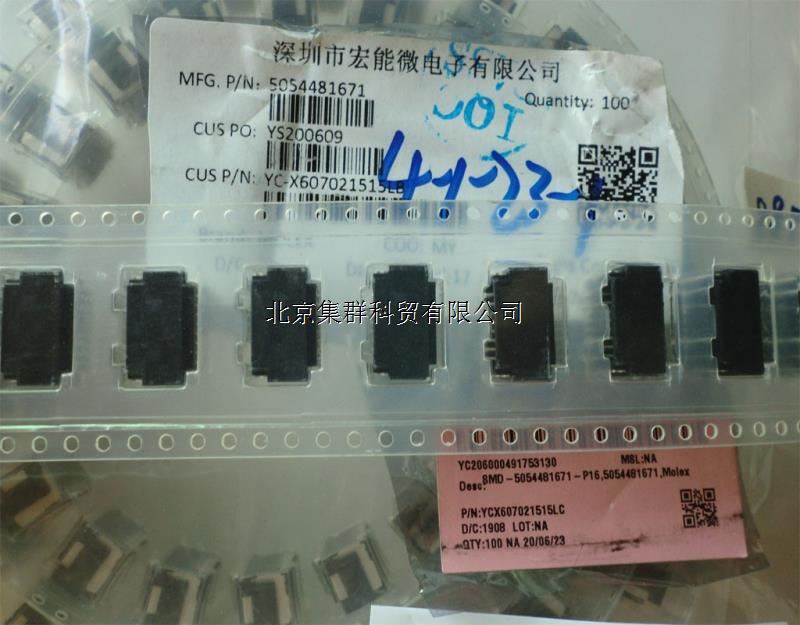 深圳市宏能微电子有限公司
MFG. P/N: 5054481671
Quantity: 100
CUS PO: YS200609
CUS P/N: YC-X607021515LB
COO: MY
北京集群科贸有限公司
YC206000491753130 MSL:NA
Desc: SMD-5054481671-P16,5054481671,Molex
P/N:YCX607021515LC
D/C:1908 LOT:NA
QTY:100 NA 20/06/23